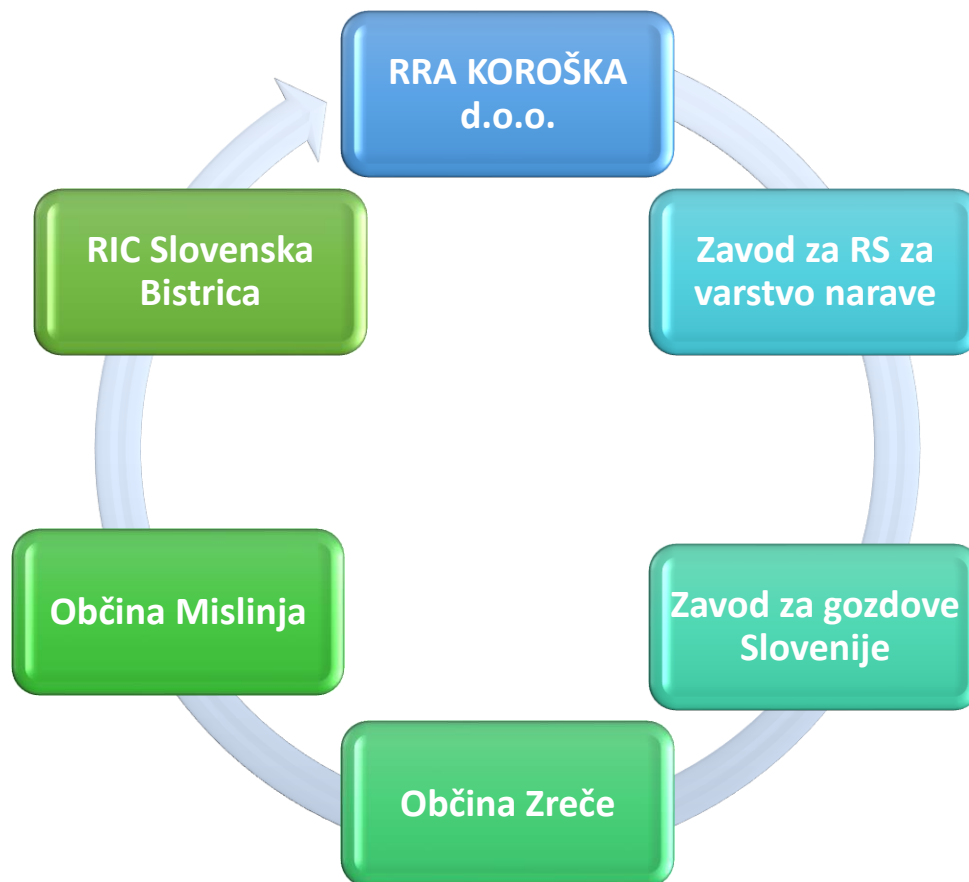 RRA KOROŠKA
d.o.o.
Zavod za RS za
varstvo narave
Zavod za gozdove
Slovenije
Občina Zreče
Občina Mislinja
RIC Slovenska
Bistrica